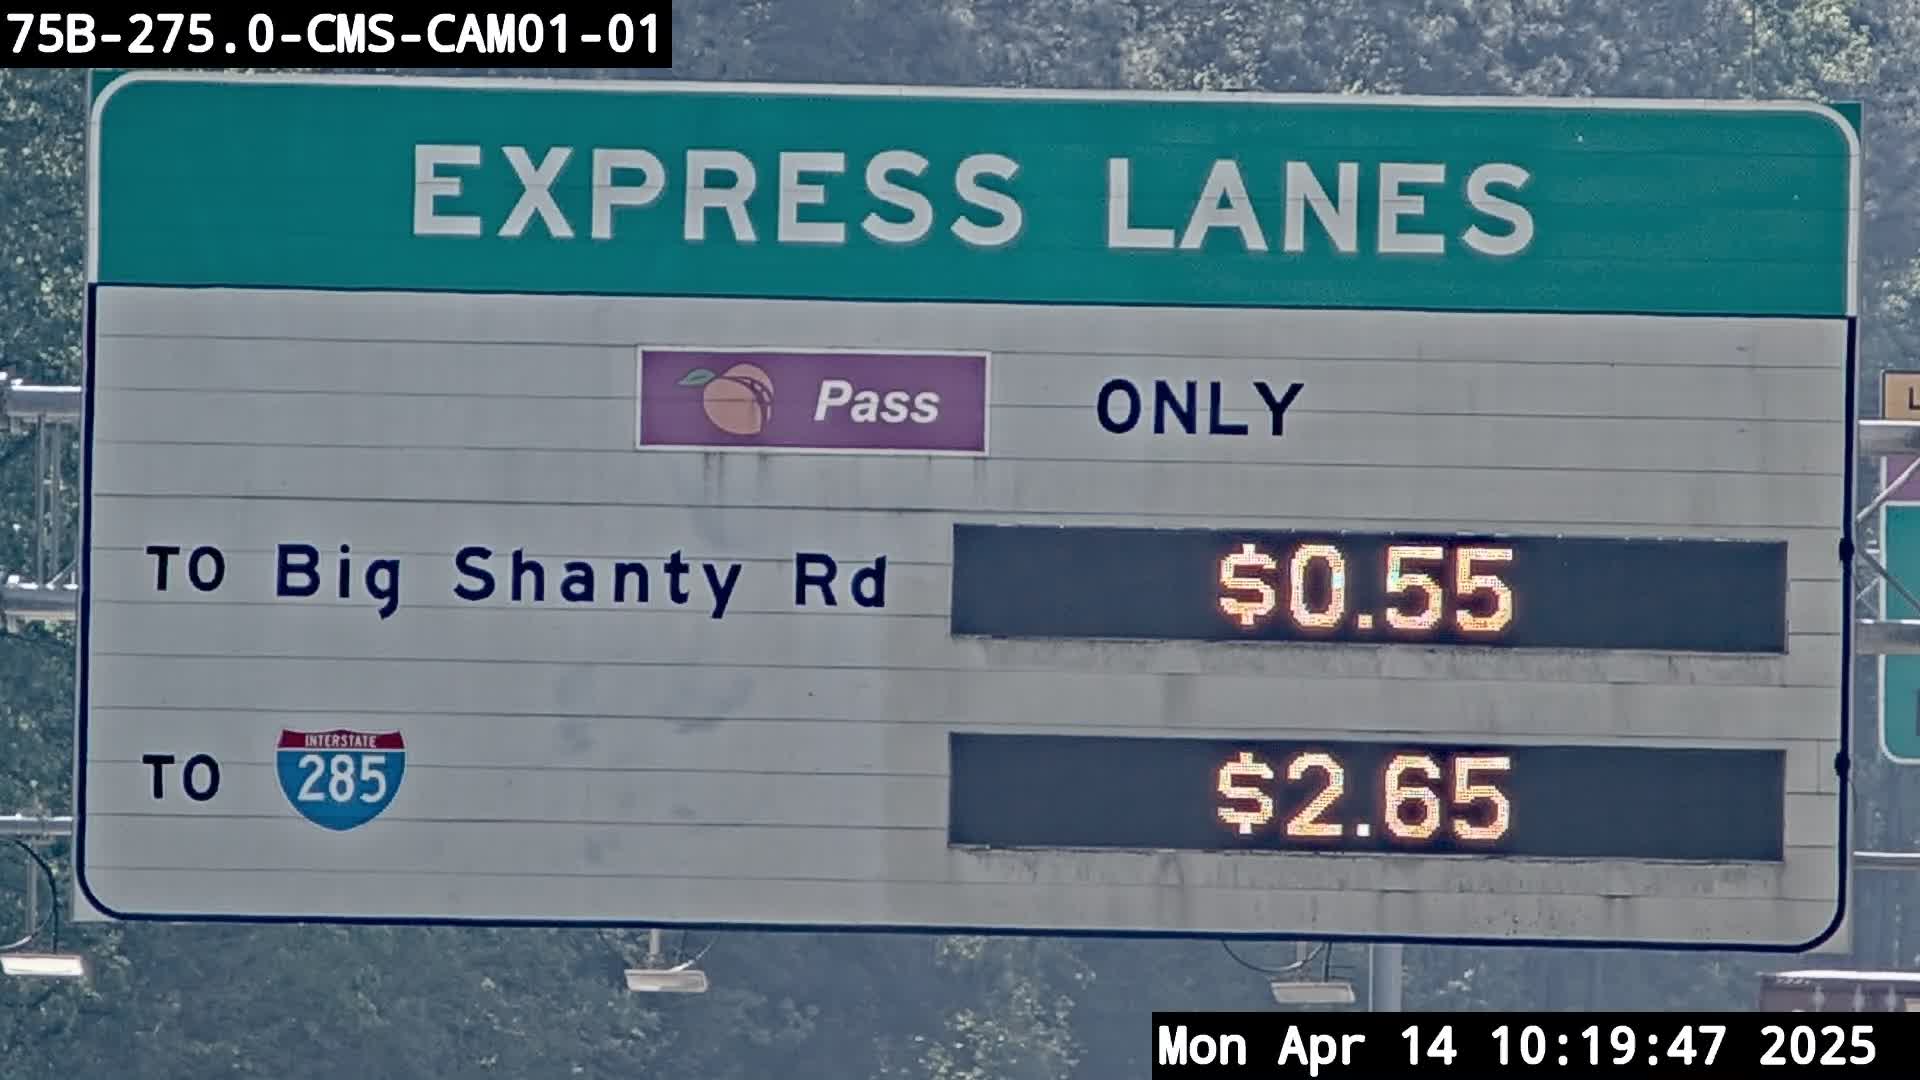 75B-275.0-CMS-CAM01-01
EXPRESS LANES
Pass ONLY
TO Big Shanty Rd $0.55
TO INTERSTATE 285 $2.65
Mon Apr 14 10:19:47 2025